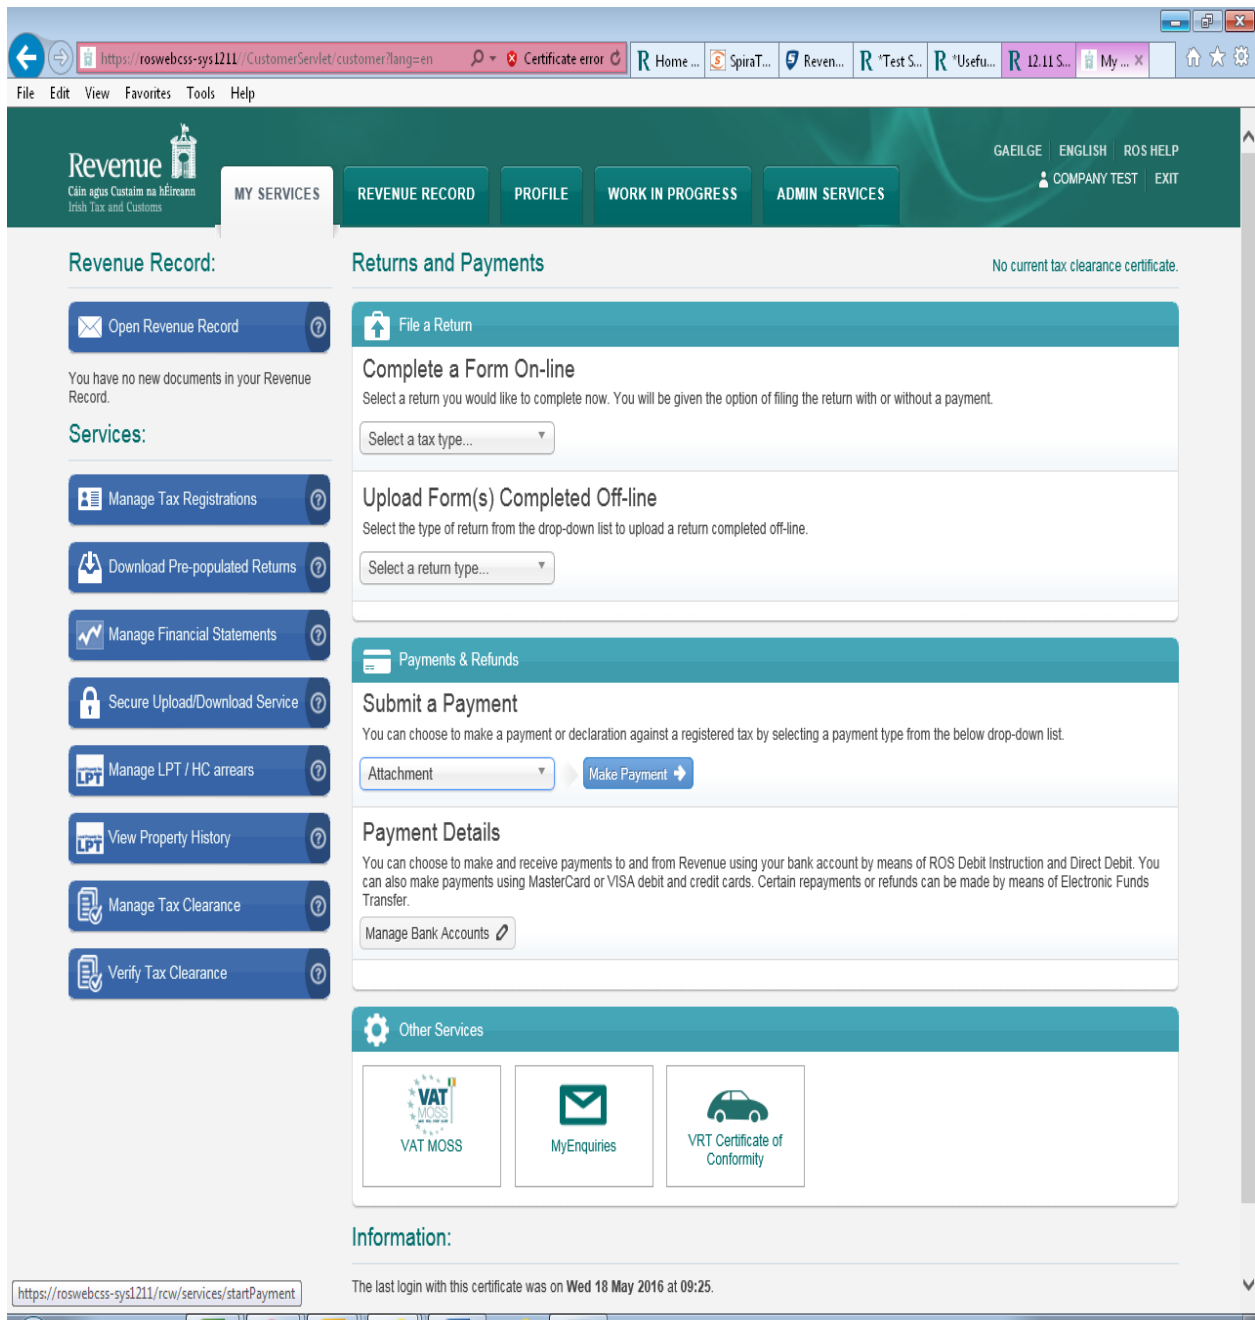 https://roswebcss-sys1211//CustomerServlet/customer?lang=en
Certificate error
Home ...
SpiraT...
Reven...
*Test S...
*Usefu...
12.11 S...
My ...
File Edit View Favorites Tools Help
Revenue
Cáin agus Custaim na hÉireann
Irish Tax and Customs
GAEILGE ENGLISH ROS HELP
COMPANY TEST EXIT
MY SERVICES
REVENUE RECORD
PROFILE
WORK IN PROGRESS
ADMIN SERVICES
Revenue Record:
Open Revenue Record
You have no new documents in your Revenue
Record.
Services:
Manage Tax Registrations
Download Pre-populated Returns
Manage Financial Statements
Secure Upload/Download Service
LPT Manage LPT / HC arrears
LPT View Property History
Manage Tax Clearance
Verify Tax Clearance
Returns and Payments
No current tax clearance certificate.
File a Return
Complete a Form On-line
Select a return you would like to complete now. You will be given the option of filing the return with or without a payment.
Select a tax type...
Upload Form(s) Completed Off-line
Select the type of return from the drop-down list to upload a return completed off-line.
Select a return type...
Payments & Refunds
Submit a Payment
You can choose to make a payment or declaration against a registered tax by selecting a payment type from the below drop-down list.
Attachment
Make Payment
Payment Details
You can choose to make and receive payments to and from Revenue using your bank account by means of ROS Debit Instruction and Direct Debit. You
can also make payments using MasterCard or VISA debit and credit cards. Certain repayments or refunds can be made by means of Electronic Funds
Transfer.
Manage Bank Accounts
Other Services
VAT
MOSS
VAT MOSS
MyEnquiries
VRT Certificate of
Conformity
Information:
The last login with this certificate was on Wed 18 May 2016 at 09:25.
https://roswebcss-sys1211/rcw/services/startPayment